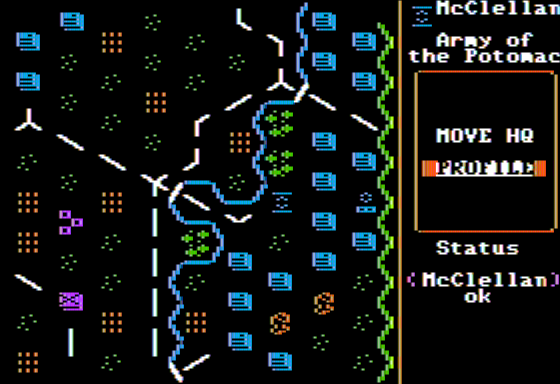 McClellan
Army of
the Potomac
MOVE HQ
PROFILE
Status
(McClellan)
ok